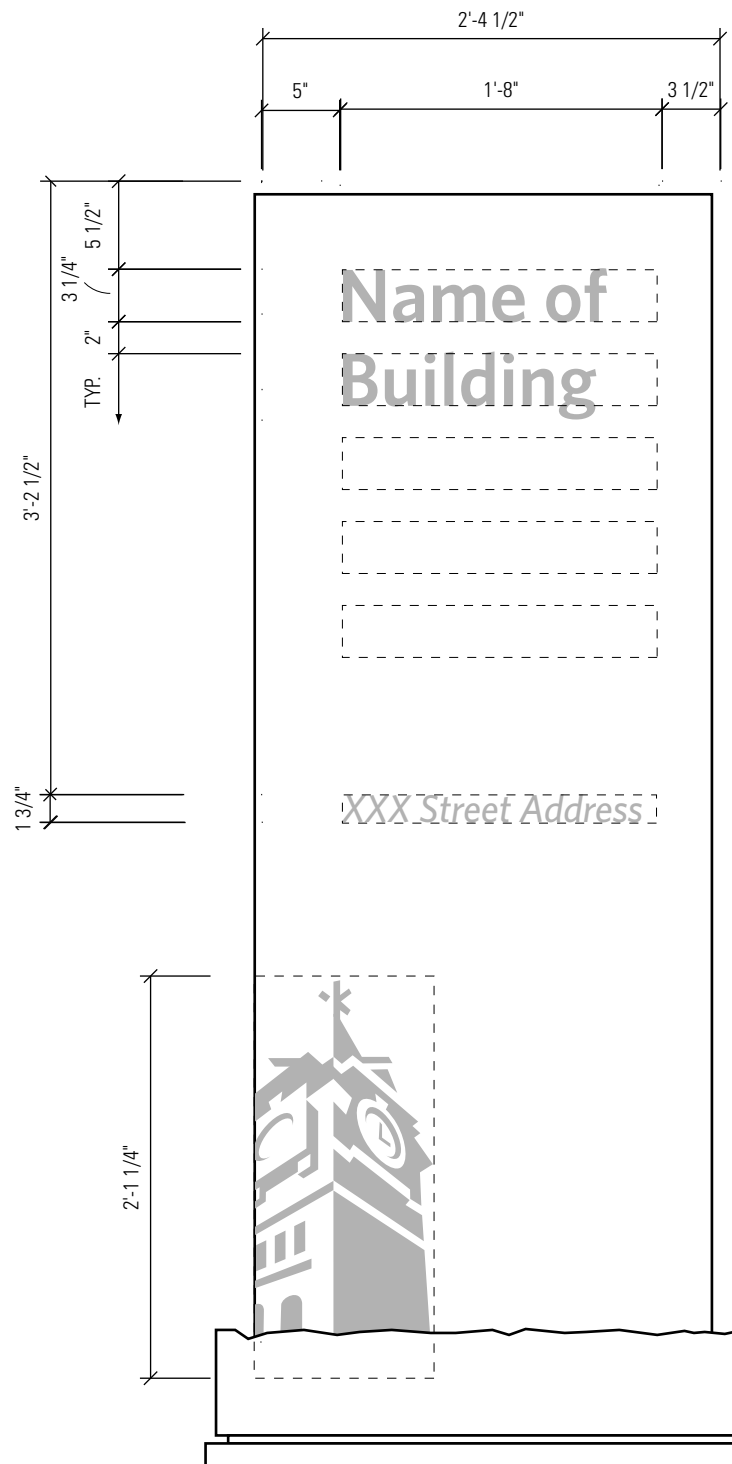 2'-4 1/2"
5"
1'-8"
3 1/2"
5 1/2"
3 1/4"
2"
TYP.
3'-2 1/2"
1 3/4"
2'-1 1/4"
Name of
Building
XXX Street Address